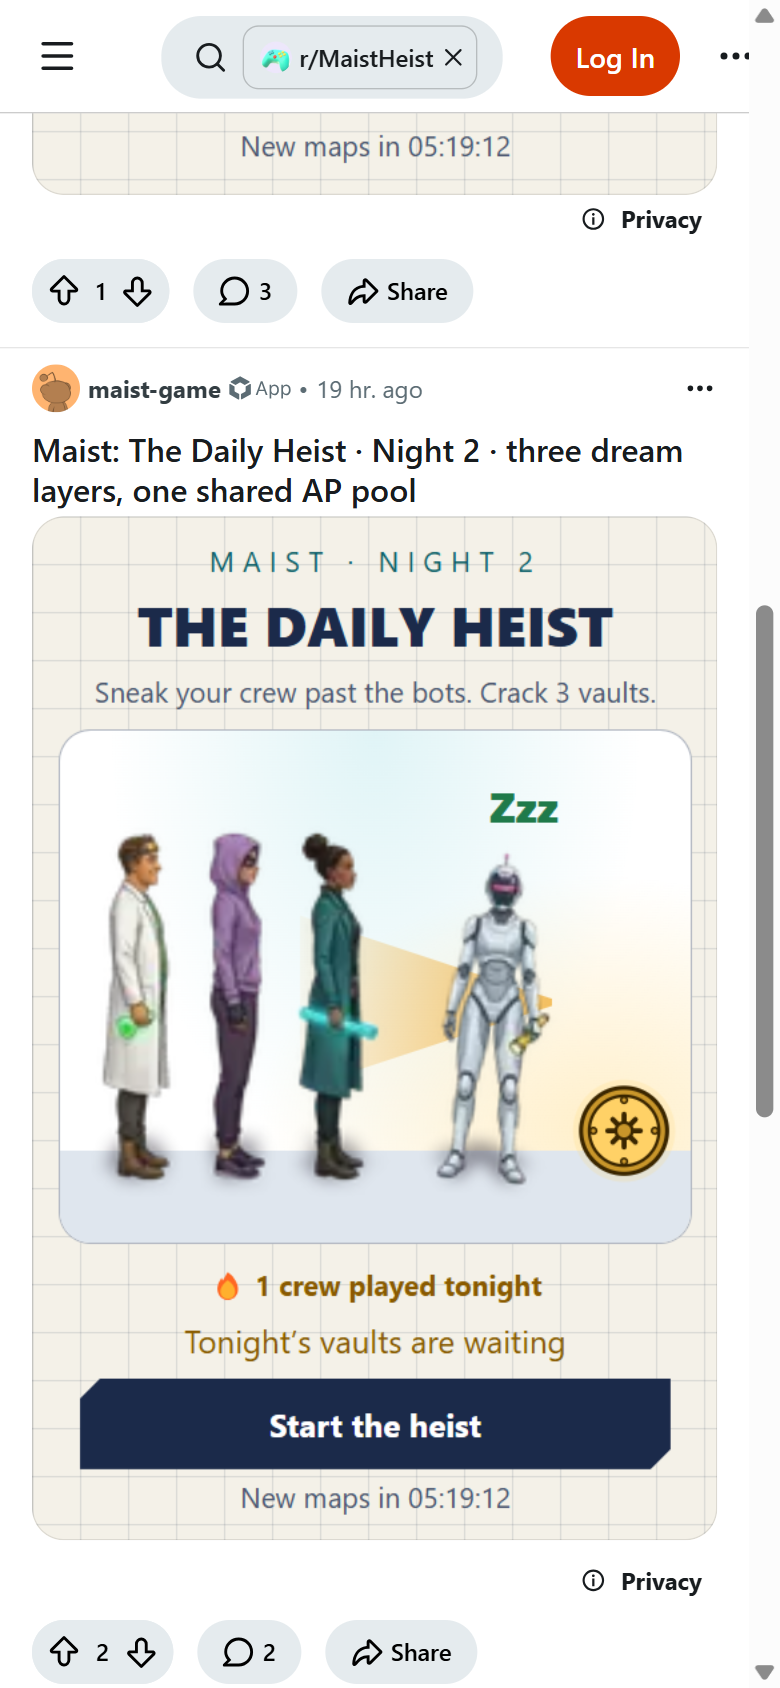 r/MaistHeist
Log In
New maps in 05:19:12
Privacy
1
3
Share
maist-game App • 19 hr. ago
Maist: The Daily Heist · Night 2 · three dream
layers, one shared AP pool
MAIST · NIGHT 2
THE DAILY HEIST
Sneak your crew past the bots. Crack 3 vaults.
Zzz
1 crew played tonight
Tonight’s vaults are waiting
Start the heist
New maps in 05:19:12
Privacy
2
2
Share